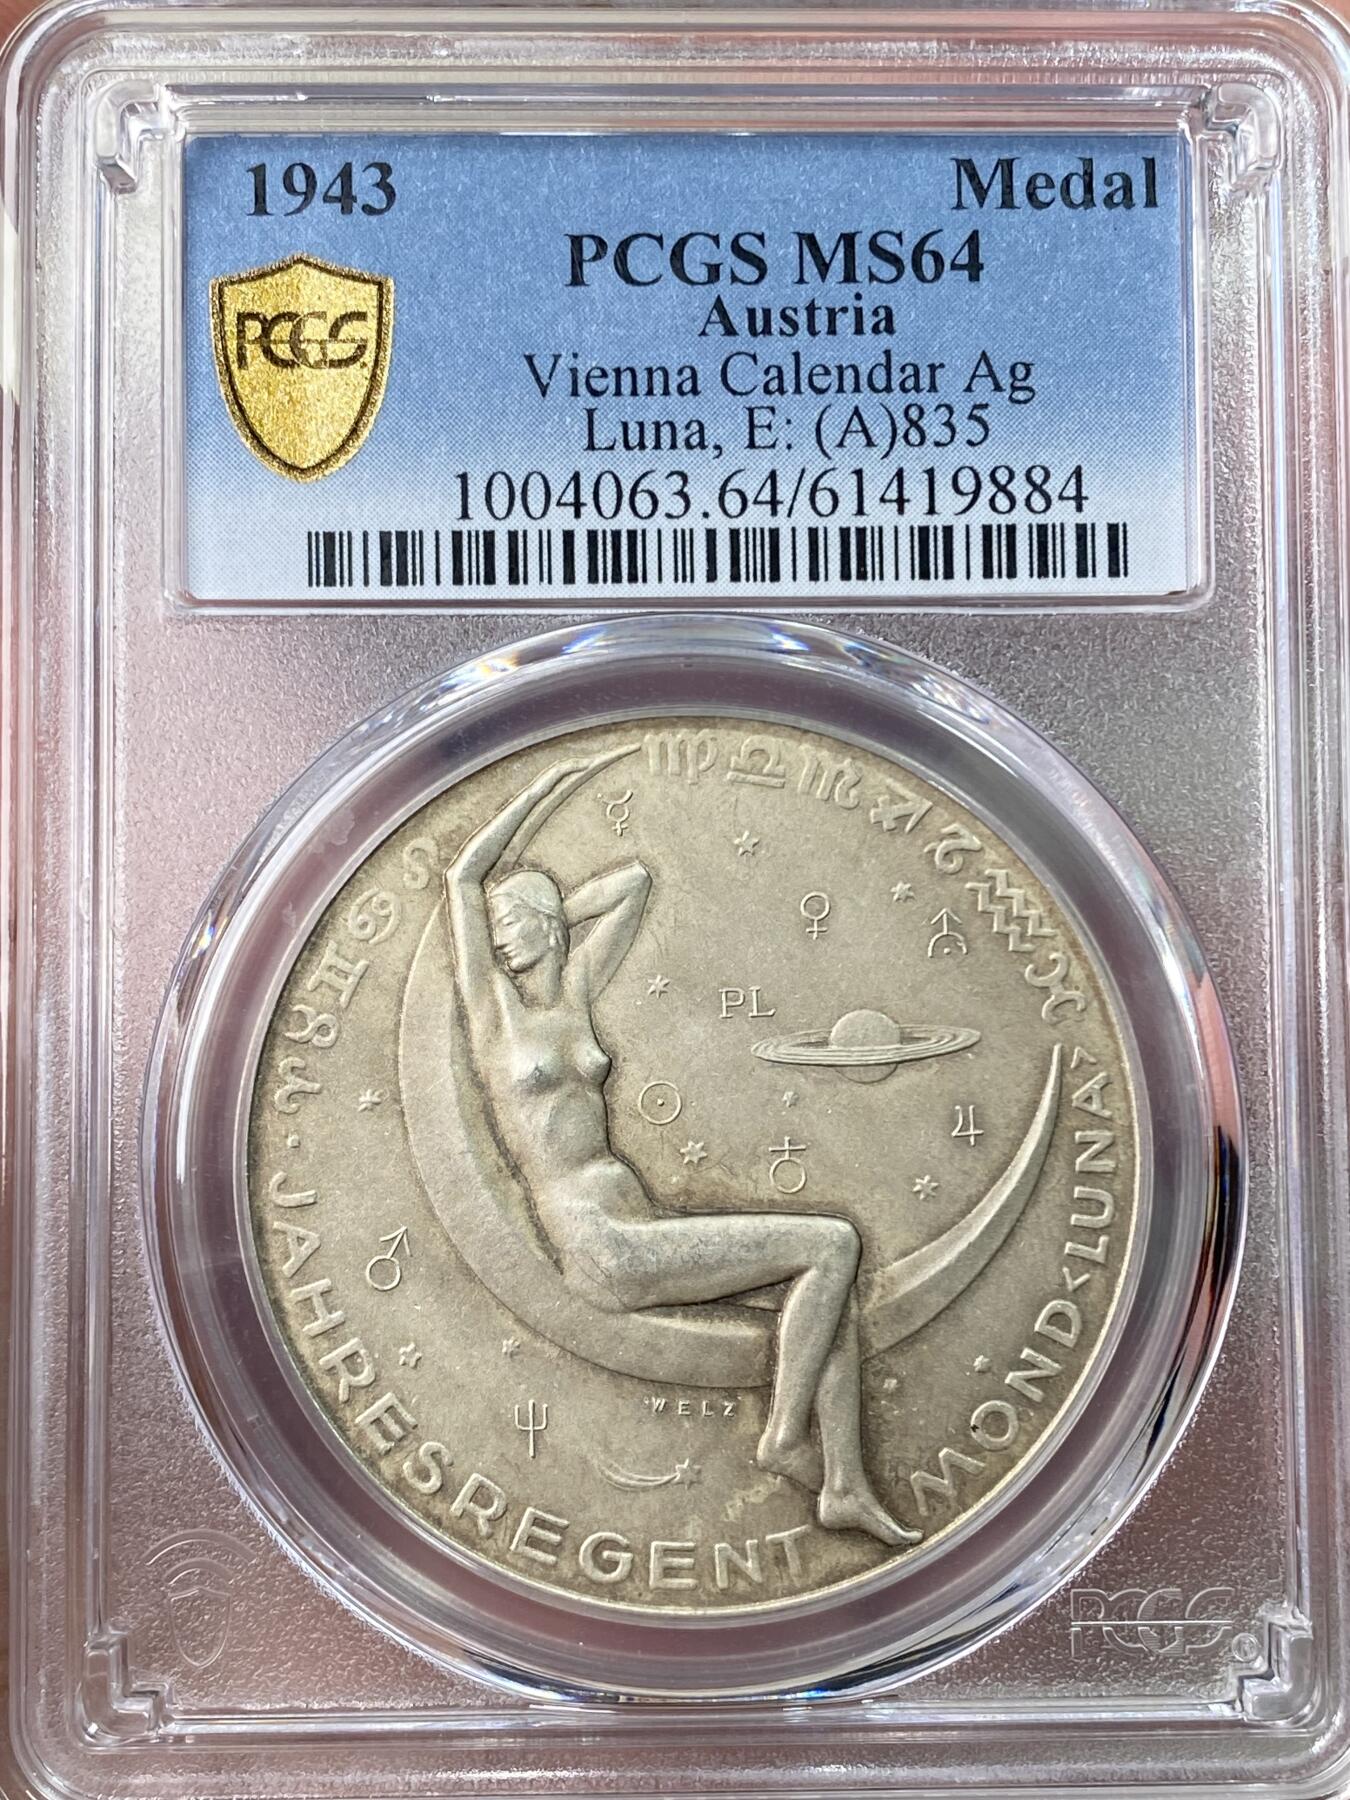 1943
Medal
PCGS MS64
PCGS
Austria
Vienna Calendar Ag
Luna, E: (A)835
1004063.64/61419884
PL
WELZ
· JAHRESREGENT MOND<LUNA>
PCGS